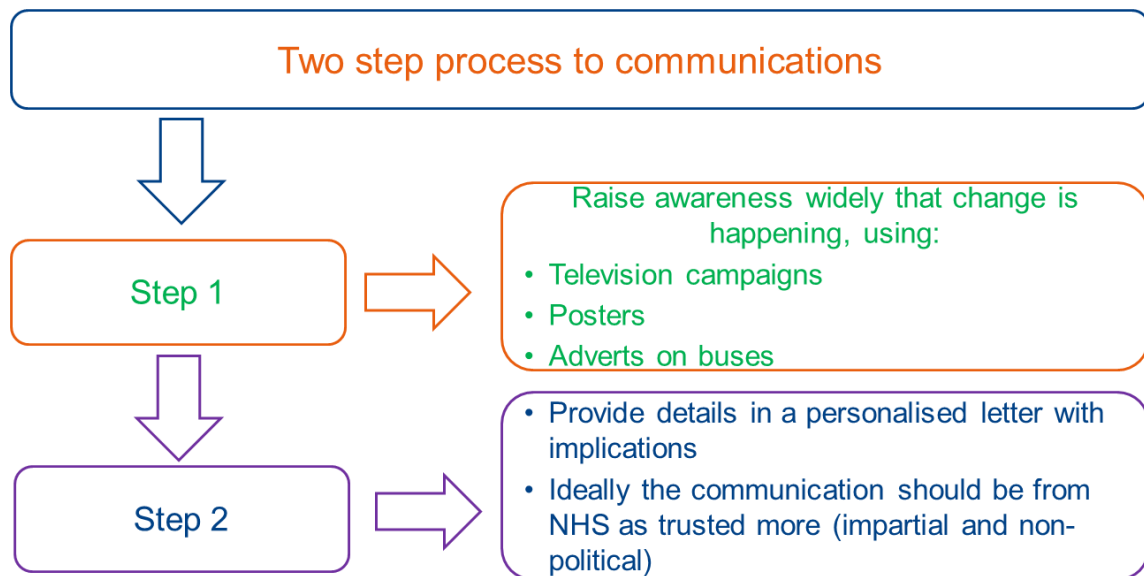 Two step process to communications
Step 1
Raise awareness widely that change is
happening, using:
• Television campaigns
• Posters
• Adverts on buses
Step 2
• Provide details in a personalised letter with
implications
• Ideally the communication should be from
NHS as trusted more (impartial and non-
political)